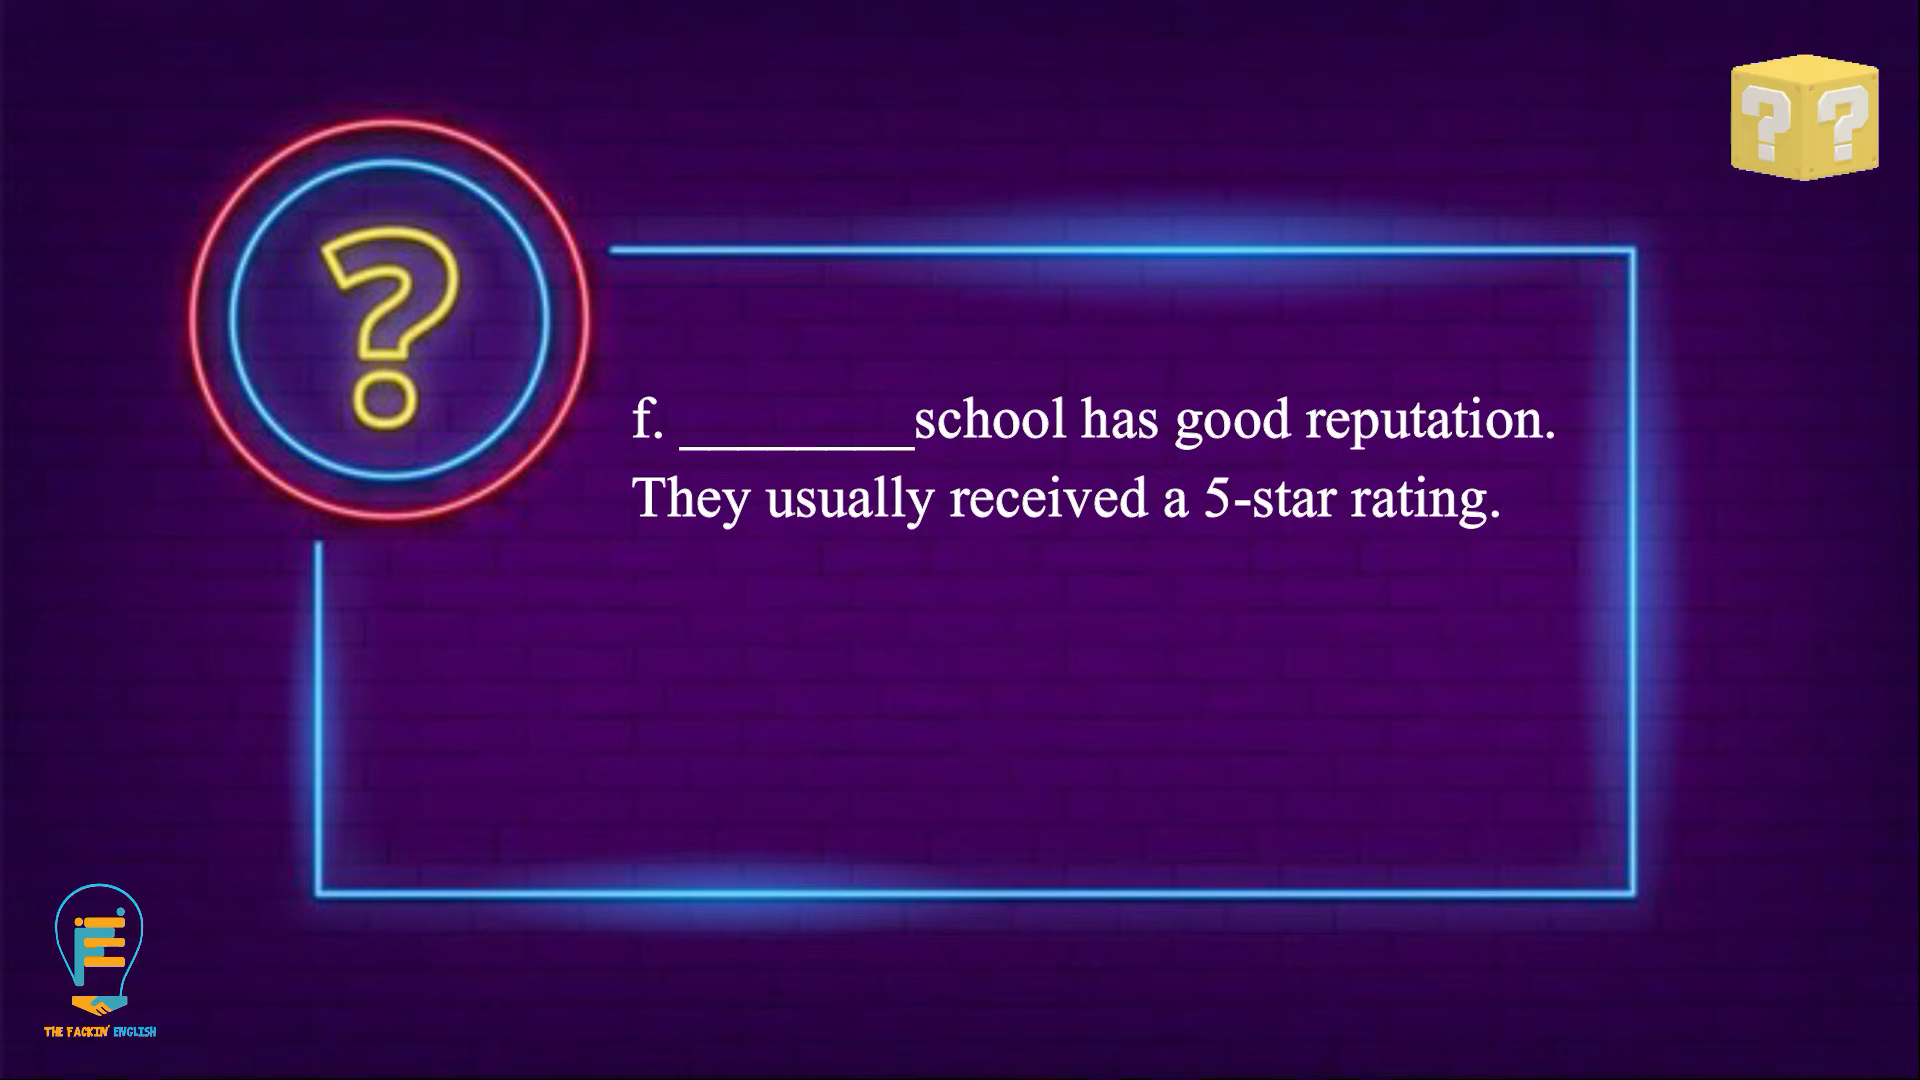 f. ________school has good reputation.
They usually received a 5-star rating.
THE FACKIN' ENGLISH